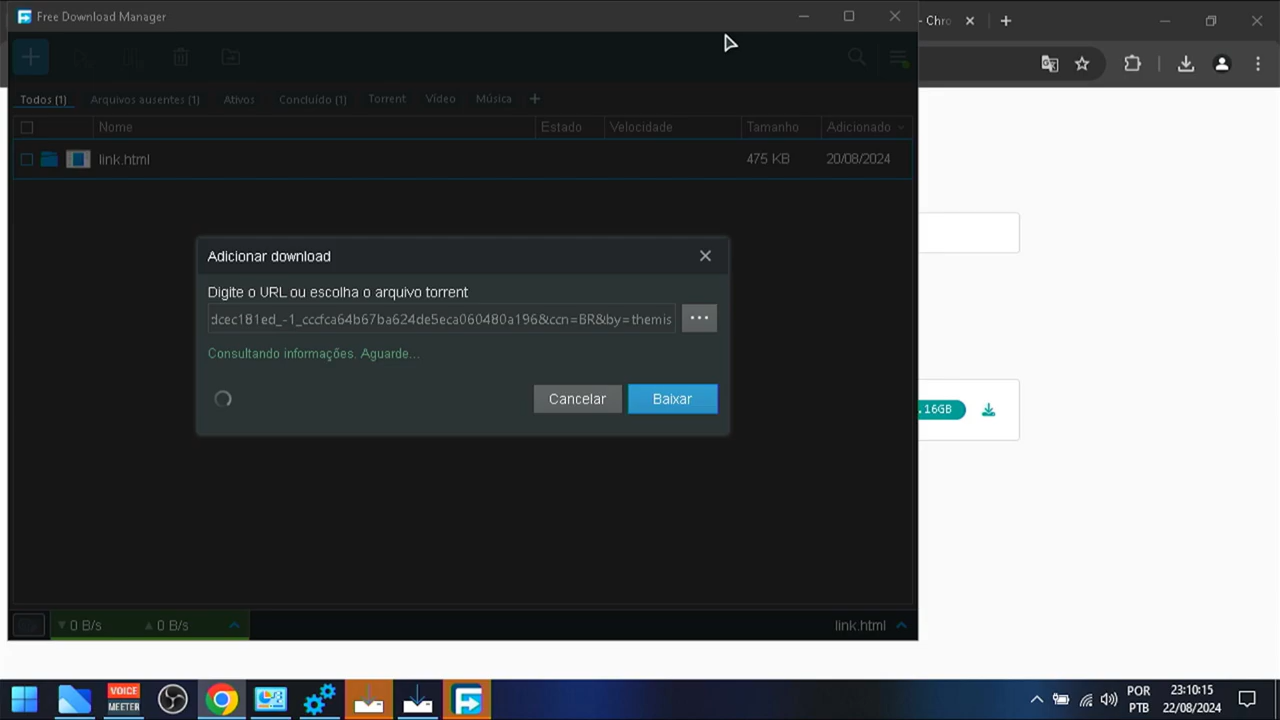 Free Download Manager
- Chro
Todos (1)
Arquivos ausentes (1)
Ativos
Concluído (1)
Torrent
Vídeo
Música
Nome
Estado
Velocidade
Tamanho
Adicionado
link.html
475 KB
20/08/2024
Adicionar download
Digite o URL ou escolha o arquivo torrent
dcec181ed_-1_cccfca64b67ba624de5eca060480a196&ccn=BR&by=themis
...
Consultando informações. Aguarde...
Cancelar
Baixar
.16GB
0 B/s
0 B/s
link.html
VOICE
MEETER
POR
PTB
23:10:15
22/08/2024